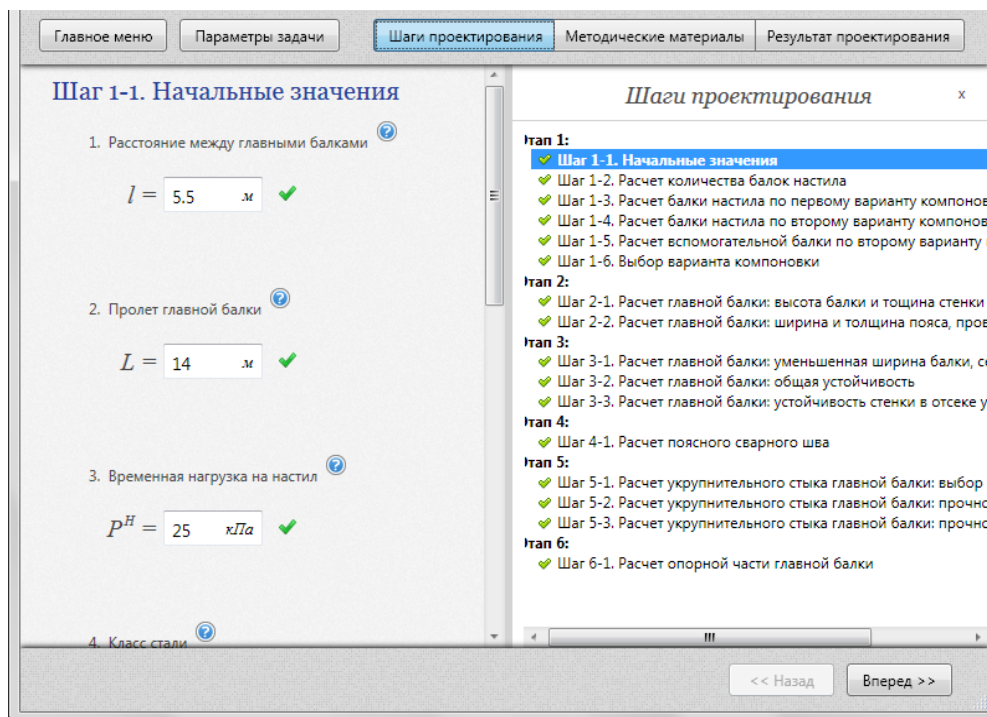 Главное меню
Параметры задачи
Шаги проектирования
Методические материалы
Результат проектирования
Шаг 1-1. Начальные значения
1. Расстояние между главными балками
l = 5.5 м
2. Пролет главной балки
L = 14 м
3. Временная нагрузка на настил
P^H = 25 кПа
4. Класс стали
Шаги проектирования
x
Этап 1:
Шаг 1-1. Начальные значения
Шаг 1-2. Расчет количества балок настила
Шаг 1-3. Расчет балки настила по первому варианту компонов
Шаг 1-4. Расчет балки настила по второму варианту компонов
Шаг 1-5. Расчет вспомогательной балки по второму варианту
Шаг 1-6. Выбор варианта компоновки
Этап 2:
Шаг 2-1. Расчет главной балки: высота балки и тощина стенки
Шаг 2-2. Расчет главной балки: ширина и толщина пояса, пров
Этап 3:
Шаг 3-1. Расчет главной балки: уменьшенная ширина балки, се
Шаг 3-2. Расчет главной балки: общая устойчивость
Шаг 3-3. Расчет главной балки: устойчивость стенки в отсеке у
Этап 4:
Шаг 4-1. Расчет поясного сварного шва
Этап 5:
Шаг 5-1. Расчет укрупнительного стыка главной балки: выбор
Шаг 5-2. Расчет укрупнительного стыка главной балки: прочно
Шаг 5-3. Расчет укрупнительного стыка главной балки: прочно
Этап 6:
Шаг 6-1. Расчет опорной части главной балки
<< Назад
Вперед >>